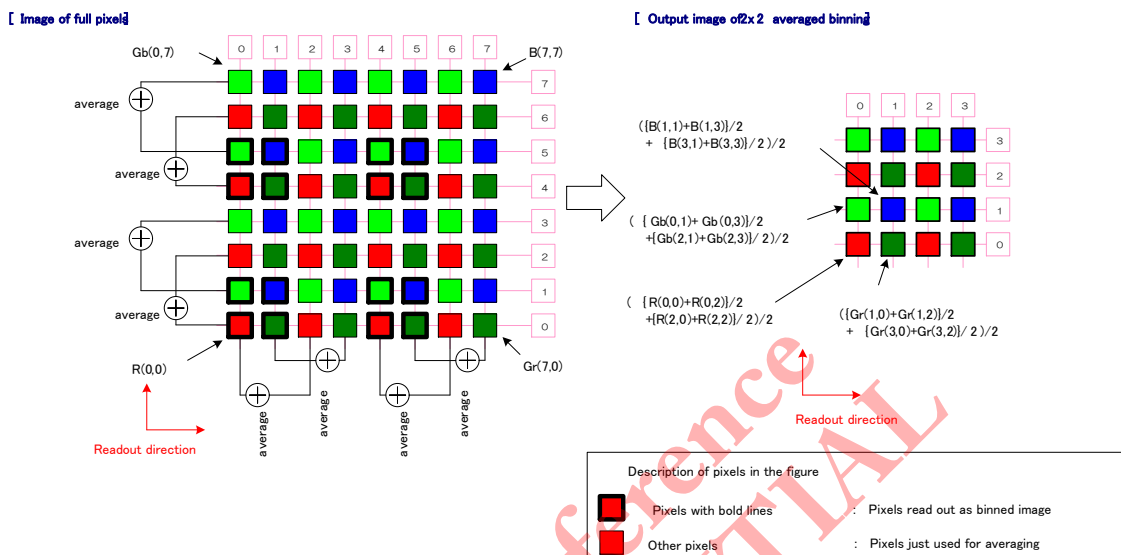 [ Image of full pixels]
[ Output image of2x 2 averaged binning]
Gb(0,7)
0 1 2 3 4 5 6 7
B(7,7)
7
average
6
5
average
4
3
average
2
1
average
0
R(0,0)
Gr(7,0)
average
average
average
average
Readout direction
0 1 2 3
({B(1,1)+B(1,3)}/2
+ {B(3,1)+B(3,3)}/2)/2
3
2
1
0
( { Gb(0,1)+ Gb(0,3)}/2
+{Gb(2,1)+Gb(2,3)}/2)/2
( {R(0,0)+R(0,2)}/2
+{R(2,0)+R(2,2)}/2)/2
({Gr(1,0)+Gr(1,2)}/2
+ {Gr(3,0)+Gr(3,2)}/2)/2
Readout direction
Description of pixels in the figure
Pixels with bold lines : Pixels read out as binned image
Other pixels : Pixels just used for averaging